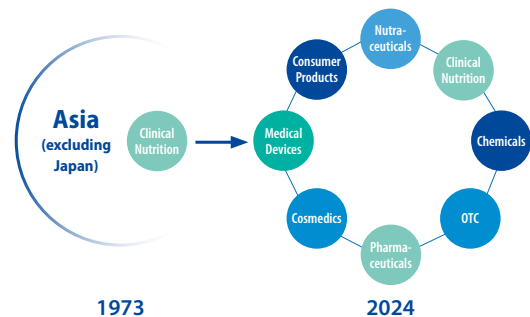 Asia
(excluding
Japan)
Clinical
Nutrition
Nutra-
ceuticals
Consumer
Products
Clinical
Nutrition
Medical
Devices
Chemicals
Cosmedics
OTC
Pharma-
ceuticals
1973
2024